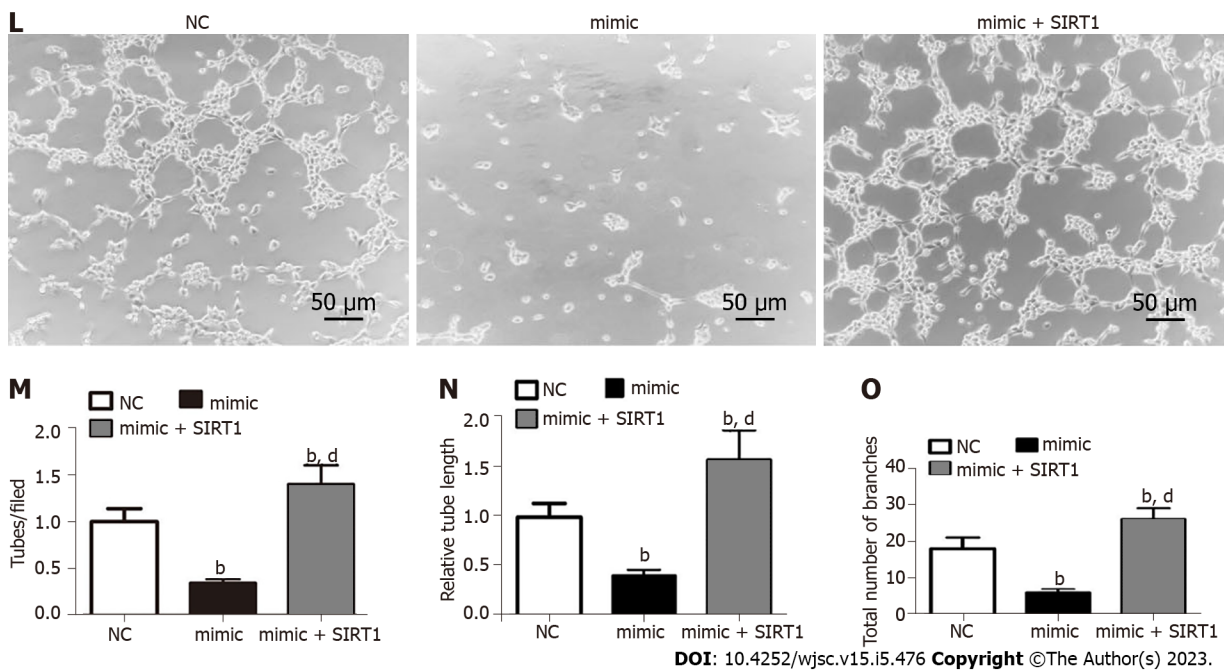 L NC mimic mimic + SIRT1
50 µm 50 µm 50 µm
M
NC mimic
mimic + SIRT1
Tubes/filed
2.0
1.5
1.0
0.5
0.0
b b, d
NC mimic mimic + SIRT1
N
NC mimic
mimic + SIRT1
Relative tube length
2.0
1.5
1.0
0.5
0.0
b b, d
NC mimic mimic + SIRT1
O
NC mimic
mimic + SIRT1
Total number of branches
40
30
20
10
0
b b, d
NC mimic mimic + SIRT1
DOI: 10.4252/wjsc.v15.i5.476 Copyright ©The Author(s) 2023.